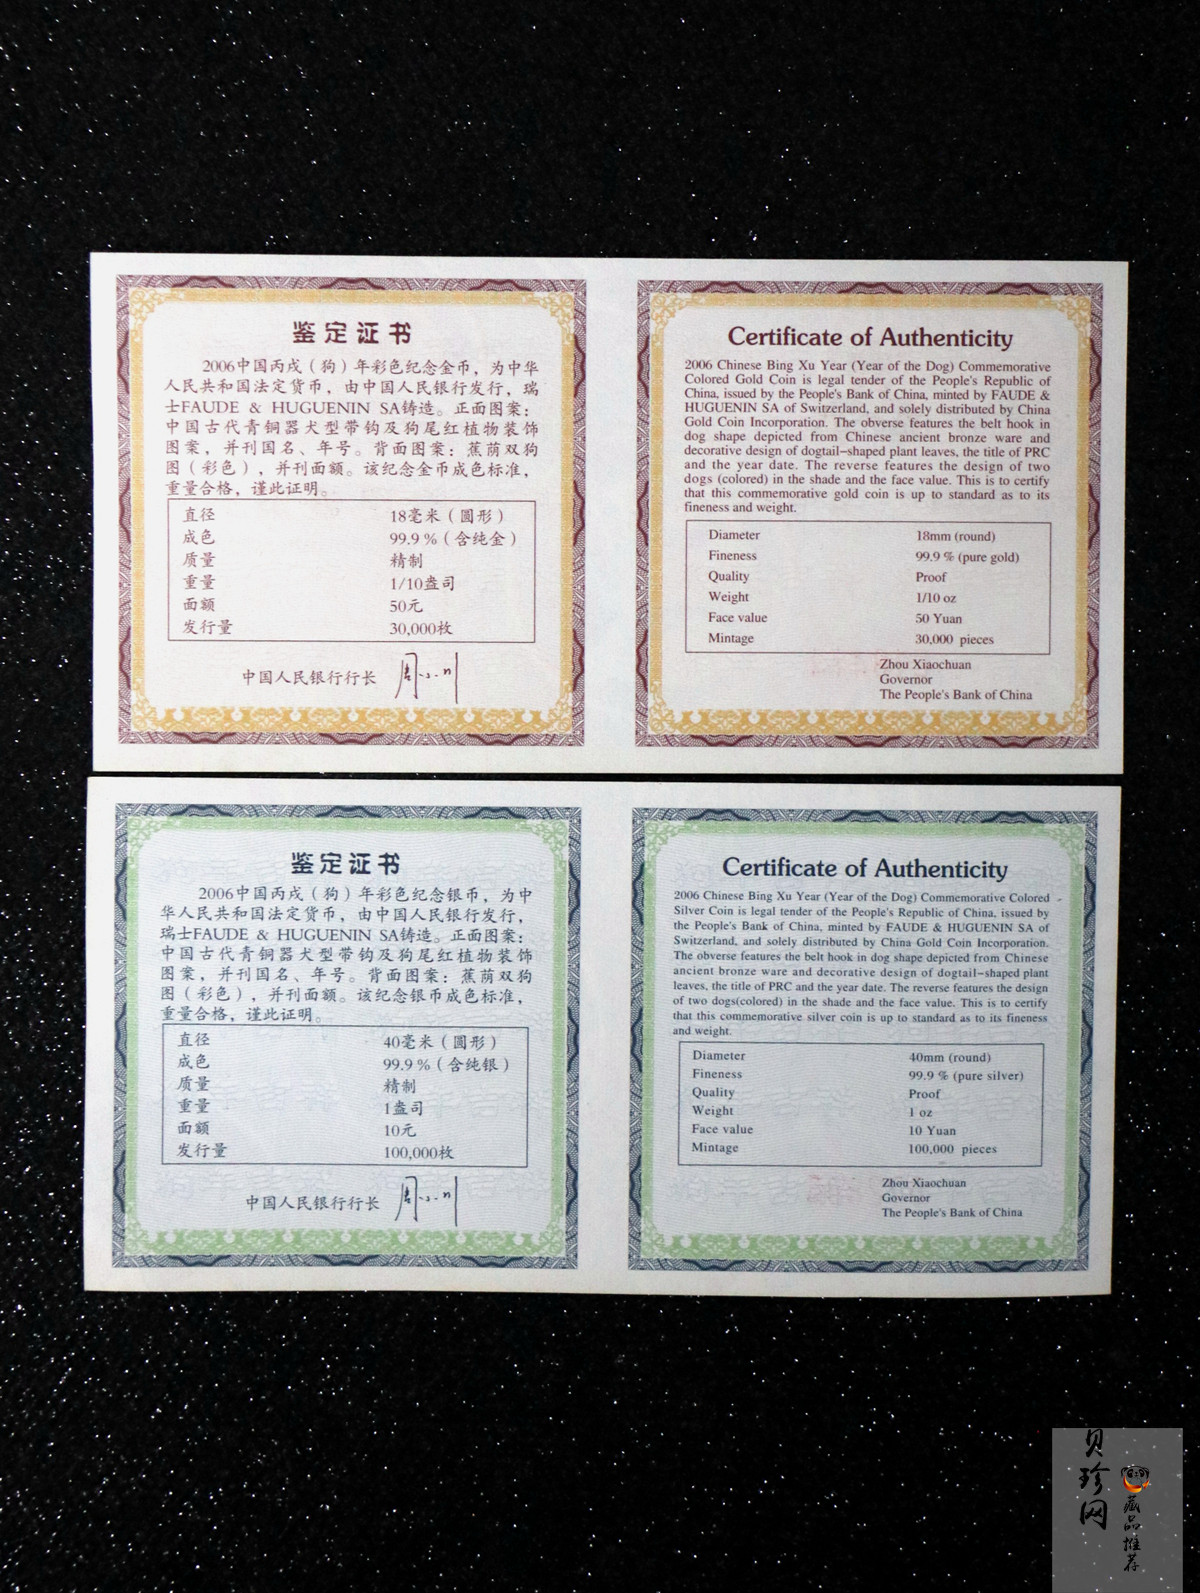 鉴定证书
2006中国丙戌（狗）年彩色纪念金币，为中华
人民共和国法定货币，由中国人民银行发行，瑞
士FAUDE & HUGUENIN SA铸造。正面图案：
中国古代青铜器犬型带钩及狗尾红植物装饰
图案，并刊国名、年号。背面图案：蕉荫双狗
图（彩色），并刊面额。该纪念金币成色标准，
重量合格，谨此证明。
直径 18毫米（圆形）
成色 99.9％（含纯金）
质量 精制
重量 1/10盎司
面额 50元
发行量 30,000枚
中国人民银行行长 周小川
Certificate of Authenticity
2006 Chinese Bing Xu Year (Year of the Dog) Commemorative
Colored Gold Coin is legal tender of the People's Republic of
China, issued by the People's Bank of China, minted by FAUDE &
HUGUENIN SA of Switzerland, and solely distributed by China
Gold Coin Incorporation. The obverse features the belt hook in
dog shape depicted from Chinese ancient bronze ware and
decorative design of dogtail–shaped plant leaves, the title of PRC
and the year date. The reverse features the design of two
dogs (colored) in the shade and the face value. This is to certify
that this commemorative gold coin is up to standard as to its
fineness and weight.
Diameter 18mm (round)
Fineness 99.9 % (pure gold)
Quality Proof
Weight 1/10 oz
Face value 50 Yuan
Mintage 30,000 pieces
Zhou Xiaochuan
Governor
The People's Bank of China
鉴定证书
2006中国丙戌（狗）年彩色纪念银币，为中
华人民共和国法定货币，由中国人民银行发行，
瑞士FAUDE & HUGUENIN SA铸造。正面图案：
中国古代青铜器犬型带钩及狗尾红植物装饰
图案，并刊国名、年号。背面图案：蕉荫双狗
图（彩色），并刊面额。该纪念银币成色标准，
重量合格，谨此证明。
直径 40毫米（圆形）
成色 99.9％（含纯银）
质量 精制
重量 1盎司
面额 10元
发行量 100,000枚
中国人民银行行长 周小川
Certificate of Authenticity
2006 Chinese Bing Xu Year (Year of the Dog) Commemorative Colored
Silver Coin is legal tender of the People's Republic of China, issued by
the People's Bank of China, minted by FAUDE & HUGUENIN SA of
Switzerland, and solely distributed by China Gold Coin Incorporation.
The obverse features the belt hook in dog shape depicted from Chinese
ancient bronze ware and decorative design of dogtail–shaped plant
leaves, the title of PRC and the year date. The reverse features the design
of two dogs(colored) in the shade and the face value. This is to certify
that this commemorative silver coin is up to standard as to its fineness
and weight.
Diameter 40mm (round)
Fineness 99.9 % (pure silver)
Quality Proof
Weight 1 oz
Face value 10 Yuan
Mintage 100,000 pieces
Zhou Xiaochuan
Governor
The People's Bank of China
贝珍网
藏品推荐